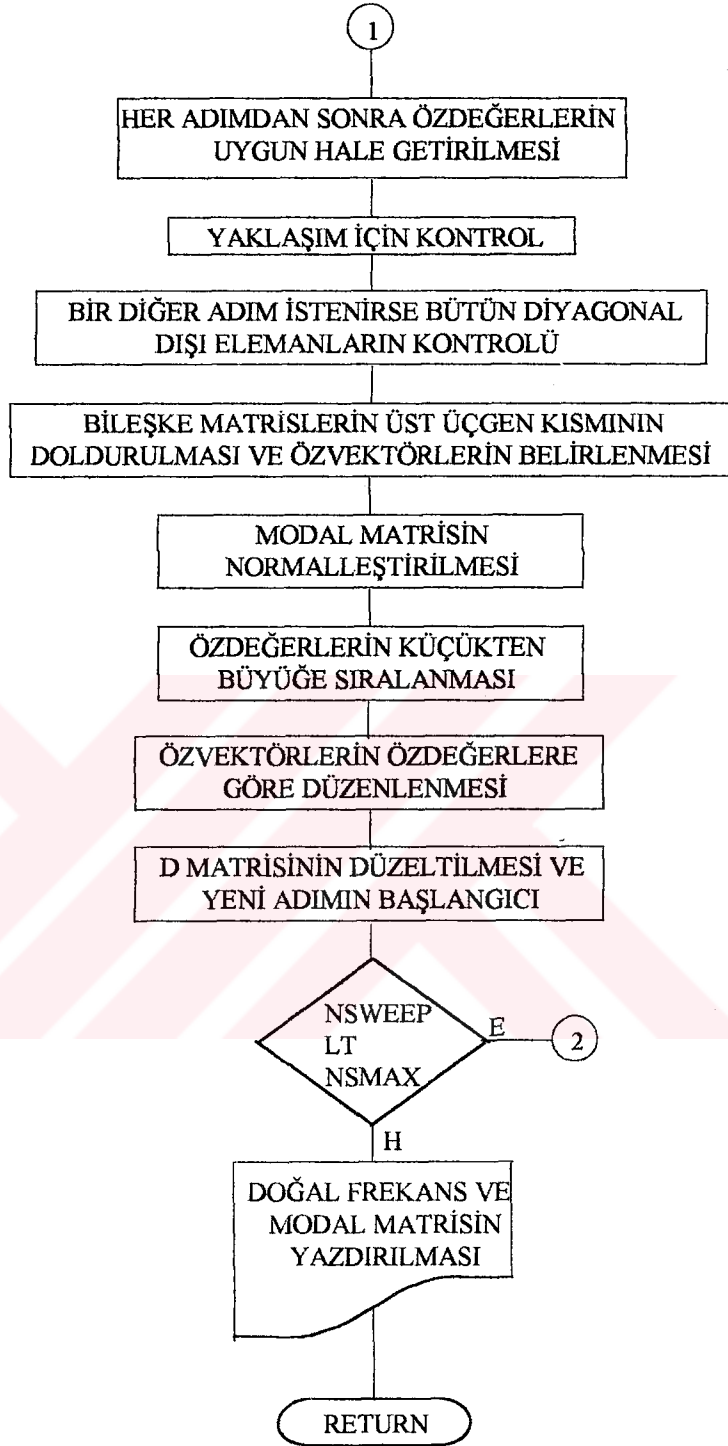 1
HER ADIMDAN SONRA ÖZDEĞERLERİN
UYGUN HALE GETİRİLMESİ
YAKLAŞIM İÇİN KONTROL
BİR DİĞER ADIM İSTENİRSE BÜTÜN DİYAGONAL
DIŞI ELEMANLARIN KONTROLÜ
BİLEŞKE MATRİSLERİN ÜST ÜÇGEN KISMININ
DOLDURULMASI VE ÖZVEKTÖRLERİN BELİRLENMESİ
MODAL MATRİSİN
NORMALLEŞTİRİLMESİ
ÖZDEĞERLERİN KÜÇÜKTEN
BÜYÜĞE SIRALANMASI
ÖZVEKTÖRLERİN ÖZDEĞERLERE
GÖRE DÜZENLENMESİ
D MATRİSİNİN DÜZELTİLMESİ VE
YENİ ADIMIN BAŞLANGICI
NSWEEP
LT
NSMAX
E
2
H
DOĞAL FREKANS VE
MODAL MATRİSİN
YAZDIRILMASI
RETURN